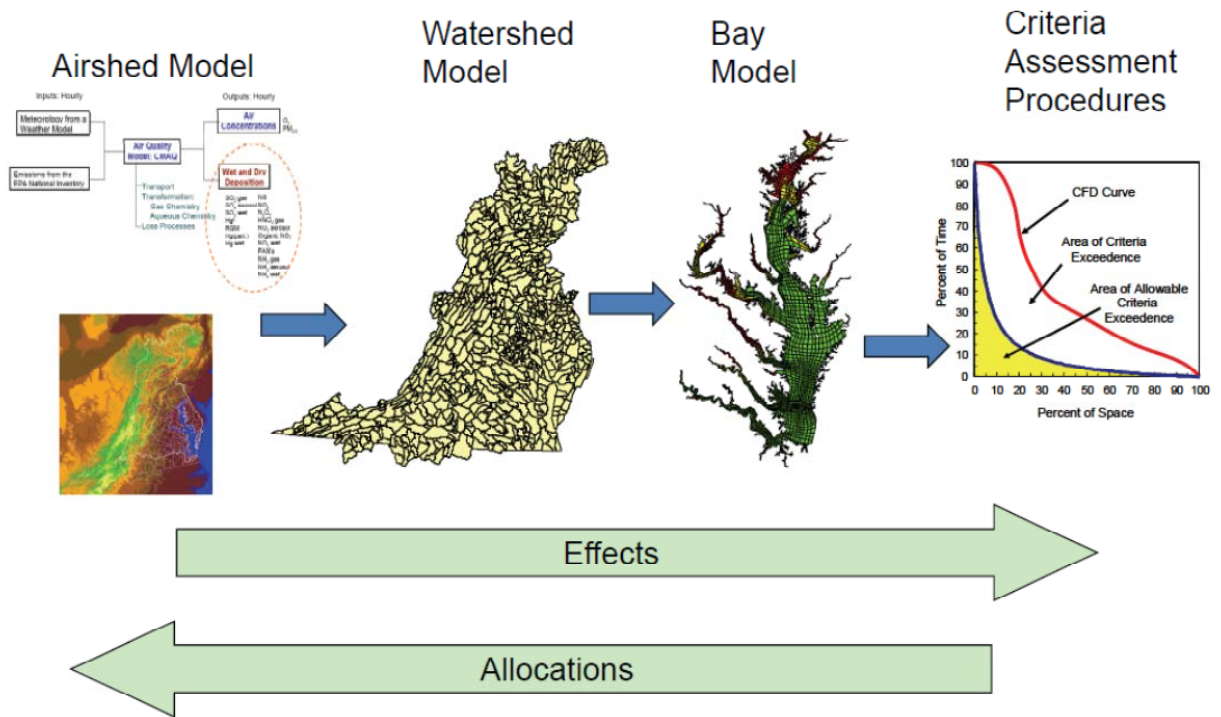 Airshed Model
Inputs: Hourly
Outputs: Hourly
Meteorology from a
Weather Model
Emissions from the
EPA National Inventory
Air Quality
Model: CMAQ
Transport
Transformation:
Gas Chemistry
Aqueous Chemistry
Loss Processes
Air
Concentrations
O₃
Wet and Dry
Deposition
Watershed
Model
Bay
Model
Criteria
Assessment
Procedures
Percent of Time
100
90
80
70
60
50
40
30
20
10
0
CFD Curve
Area of Criteria
Exceedence
Area of Allowable
Criteria
Exceedence
0 10 20 30 40 50 60 70 80 90 100
Percent of Space
Effects
Allocations